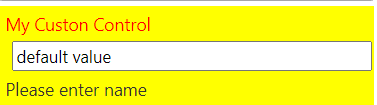 My Custon Control
default value
Please enter name